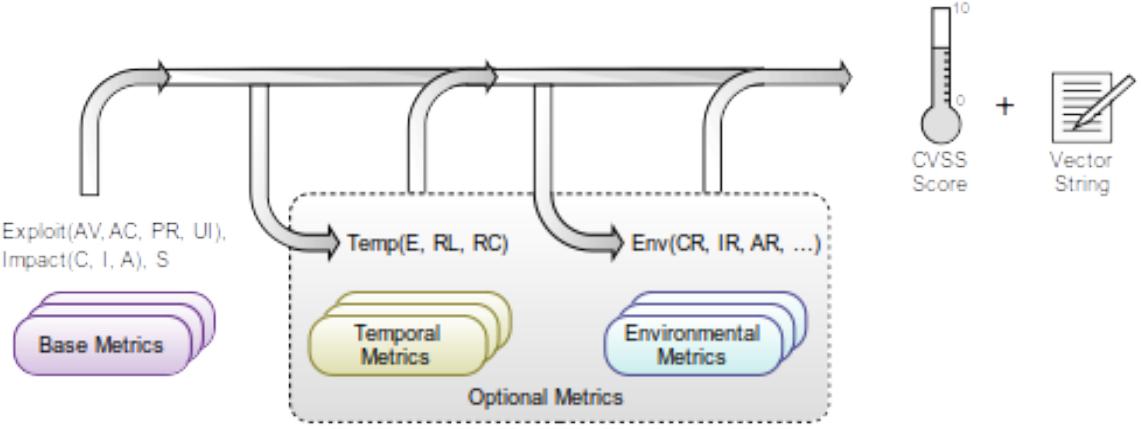 10
0
+
CVSS
Score
Vector
String
Exploit(AV, AC, PR, UI),
Impact(C, I, A), S
Temp(E, RL, RC)
Env(CR, IR, AR, ...)
Base Metrics
Temporal
Metrics
Environmental
Metrics
Optional Metrics